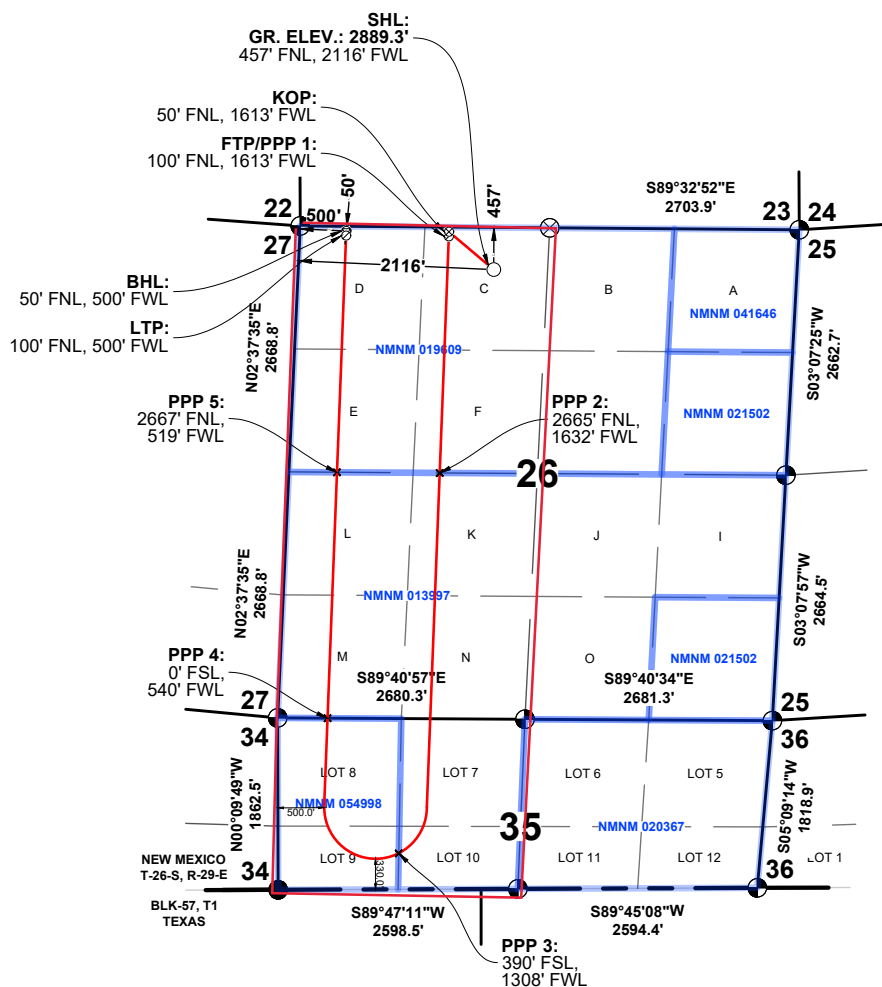 SHL:
GR. ELEV.: 2889.3'
457' FNL, 2116' FWL
KOP:
50' FNL, 1613' FWL
FTP/PPP 1:
100' FNL, 1613' FWL
50'
457'
S89°32'52"E
2703.9'
22
500'
23
24
27
25
2116'
BHL:
50' FNL, 500' FWL
LTP:
100' FNL, 500' FWL
D
C
B
A
NMNM 041646
N02°37'35"E
2668.8'
S03°07'25"W
2662.7'
NMNM 019609
PPP 5:
2667' FNL,
519' FWL
E
F
PPP 2:
2665' FNL,
1632' FWL
NMNM 021502
26
L
K
J
I
N02°37'35"E
2668.8'
S03°07'57"W
2664.5'
NMNM 013997
PPP 4:
0' FSL,
540' FWL
M
N
O
NMNM 021502
S89°40'57"E
2680.3'
S89°40'34"E
2681.3'
27
25
34
36
LOT 8
LOT 7
LOT 6
LOT 5
N00°09'49"W
1862.5'
NMNM 054998
500.0'
35
NMNM 020367
S05°09'14"W
1818.9'
NEW MEXICO
T-26-S, R-29-E
LOT 9
LOT 10
LOT 11
LOT 12
LOT 1
330.0'
34
36
BLK-57, T1
TEXAS
S89°47'11"W
2598.5'
S89°45'08"W
2594.4'
PPP 3:
390' FSL,
1308' FWL